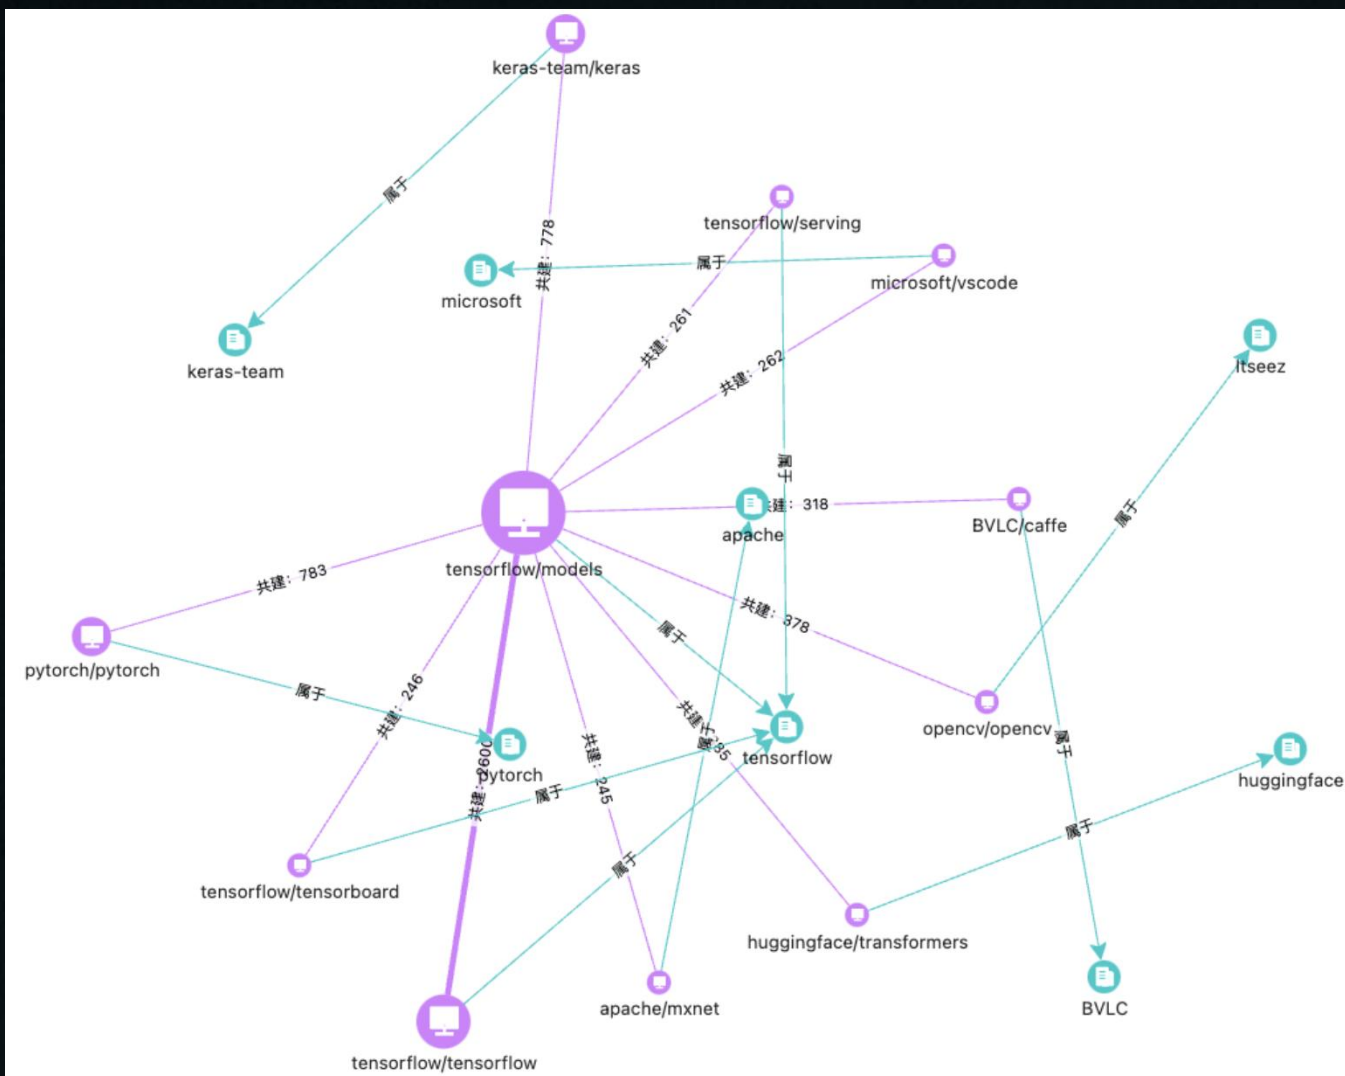 keras-team/keras
属于
tensorflow/serving
共建：778
属于
microsoft/vscode
microsoft
共建：261
Itseez
keras-team
共建：262
属于
建：318
属于
BVLC/caffe
apache
tensorflow/models
共建：783
共建：378
属于
pytorch/pytorch
属于
共建：246
opencv/opencv
属于
属于
tensorflow
共建：2600
pytorch
共建：245
huggingface
属于
属于
属于
tensorflow/tensorboard
huggingface/transformers
apache/mxnet
BVLC
tensorflow/tensorflow